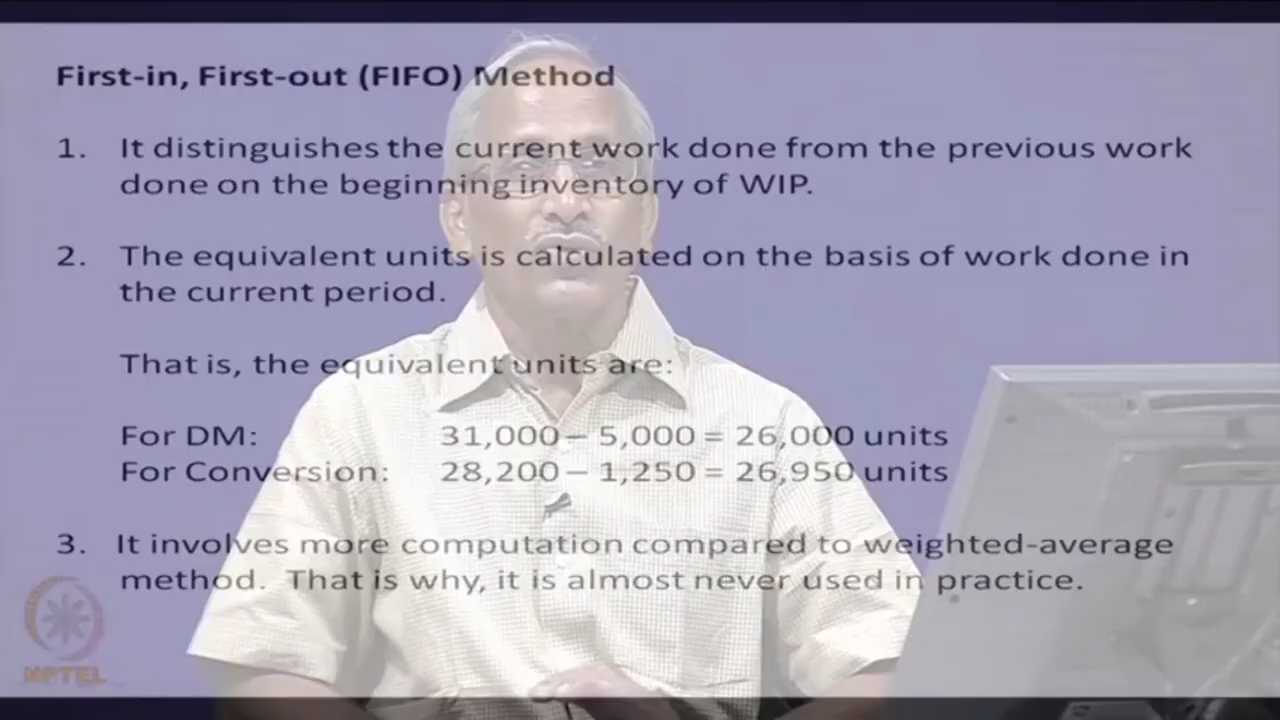 First-in, First-out (FIFO) Method
1. It distinguishes the current work done from the previous work
done on the beginning inventory of WIP.
2. The equivalent units is calculated on the basis of work done in
the current period.
That is, the equivalent units are:
For DM: 31,000 – 5,000 = 26,000 units
For Conversion: 28,200 – 1,250 = 26,950 units
3. It involves more computation compared to weighted-average
method. That is why, it is almost never used in practice.
NPTEL